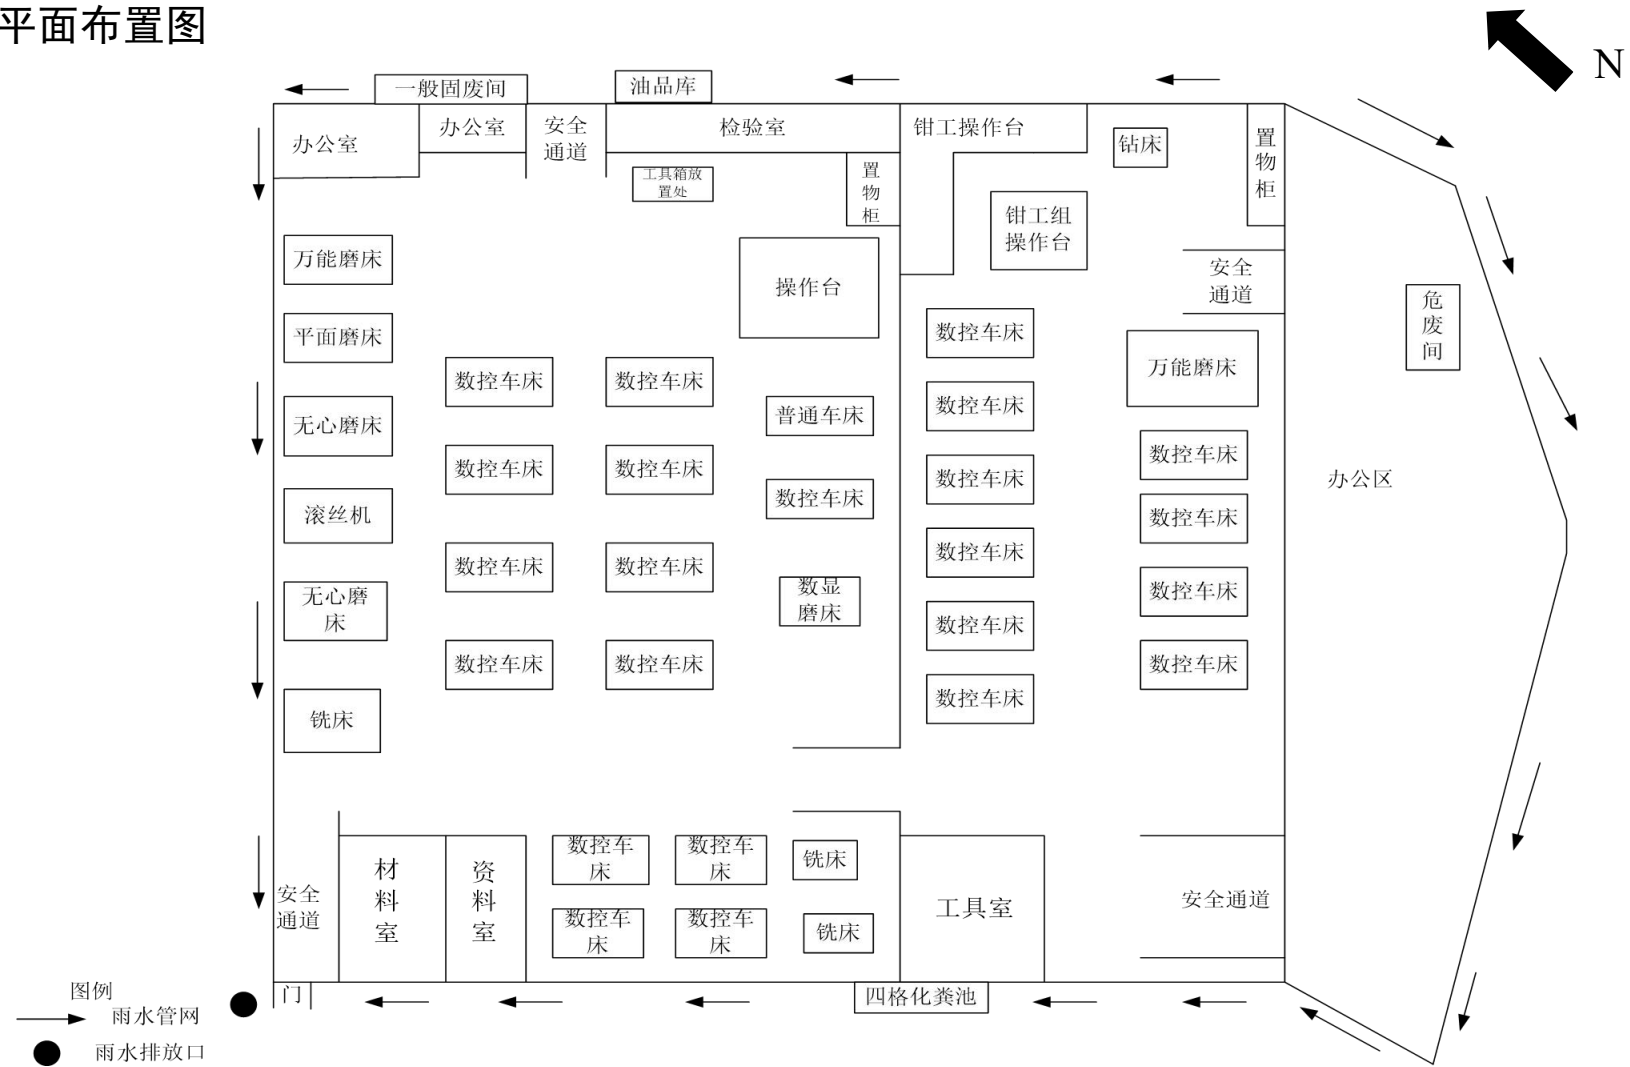 平面布置图
N
一般固废间
油品库
办公室
办公室
安全
通道
检验室
钳工操作台
钻床
置
物
柜
工具箱放
置处
置
物
柜
钳工组
操作台
万能磨床
操作台
安全
通道
危
废
间
平面磨床
数控车床
万能磨床
数控车床
数控车床
无心磨床
普通车床
数控车床
数控车床
数控车床
数控车床
数控车床
数控车床
办公区
滚丝机
数控车床
数控车床
数控车床
数控车床
数控车床
无心磨
床
数显
磨床
数控车床
数控车床
数控车床
数控车床
数控车床
铣床
数控车床
材
料
室
资
料
室
数控车
床
数控车
床
铣床
安全
通道
数控车
床
数控车
床
铣床
工具室
安全通道
门
四格化粪池
图例
雨水管网
雨水排放口